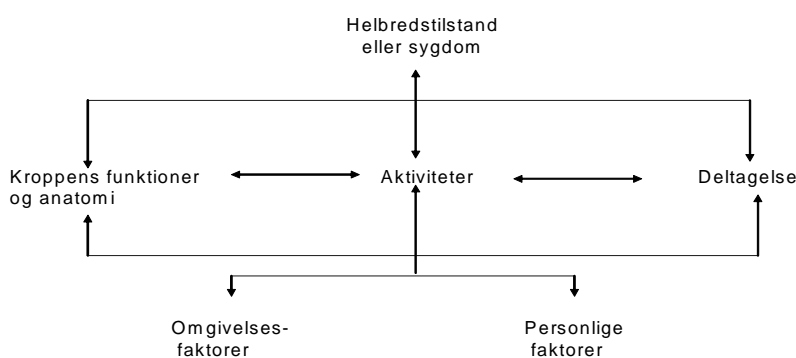 Helbredstilstand
eller sygdom
Kroppens funktioner
og anatomi
Aktiviteter
Deltagelse
Omgivelses-
faktorer
Personlige
faktorer